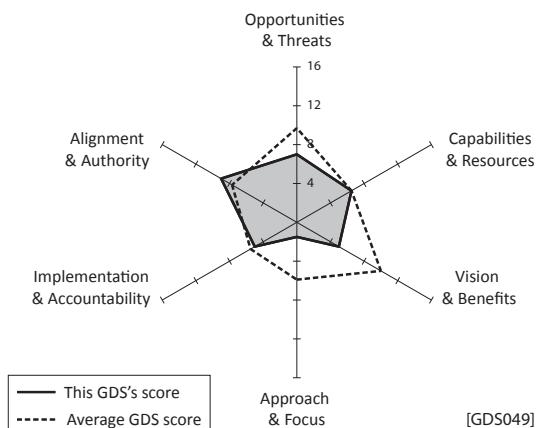 Opportunities
& Threats
16
12
8
4
Alignment
& Authority
Capabilities
& Resources
Implementation
& Accountability
Vision
& Benefits
This GDS's score
Average GDS score
Approach
& Focus
[GDS049]